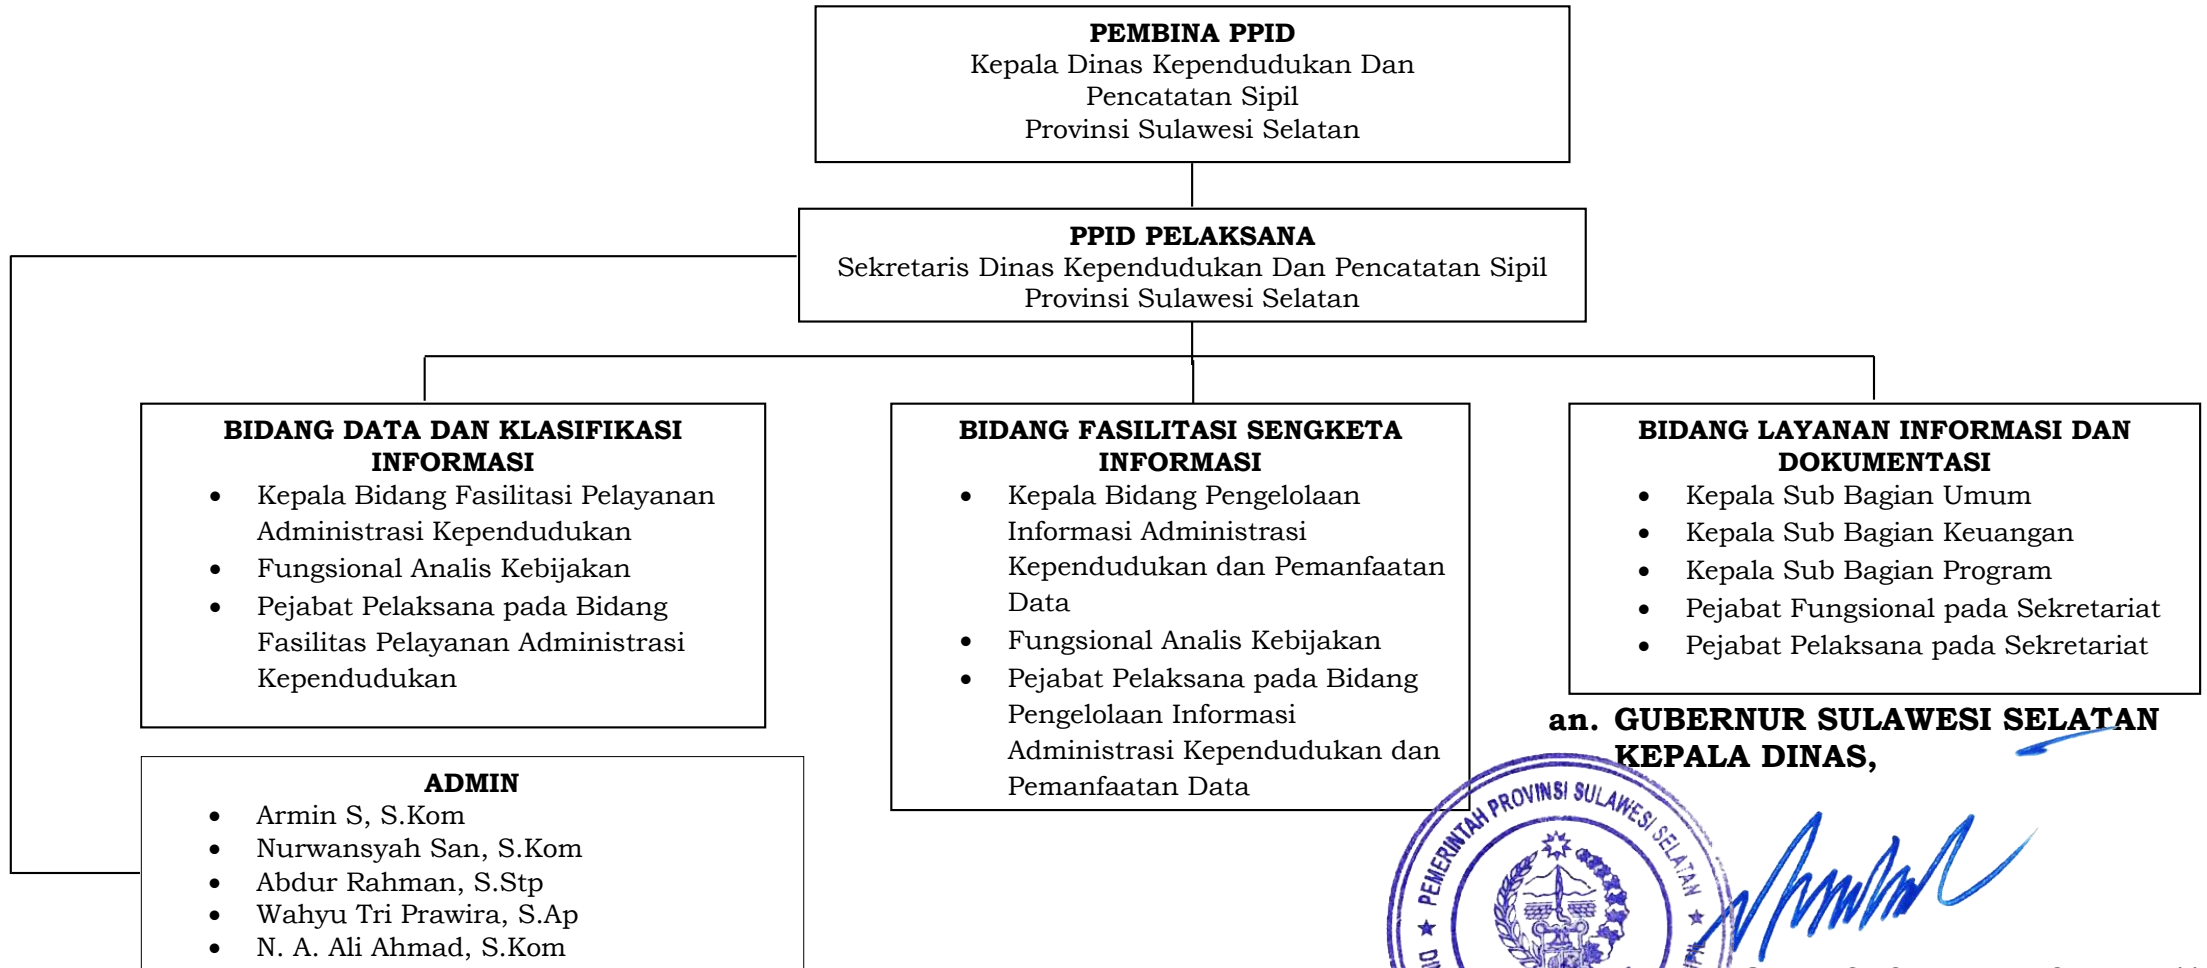 PEMBINA PPID
Kepala Dinas Kependudukan Dan
Pencatatan Sipil
Provinsi Sulawesi Selatan
PPID PELAKSANA
Sekretaris Dinas Kependudukan Dan Pencatatan Sipil
Provinsi Sulawesi Selatan
BIDANG DATA DAN KLASIFIKASI
INFORMASI
• Kepala Bidang Fasilitasi Pelayanan
Administrasi Kependudukan
• Fungsional Analis Kebijakan
• Pejabat Pelaksana pada Bidang
Fasilitas Pelayanan Administrasi
Kependudukan
BIDANG FASILITASI SENGKETA
INFORMASI
• Kepala Bidang Pengelolaan
Informasi Administrasi
Kependudukan dan Pemanfaatan
Data
• Fungsional Analis Kebijakan
• Pejabat Pelaksana pada Bidang
Pengelolaan Informasi
Administrasi Kependudukan dan
Pemanfaatan Data
BIDANG LAYANAN INFORMASI DAN
DOKUMENTASI
• Kepala Sub Bagian Umum
• Kepala Sub Bagian Keuangan
• Kepala Sub Bagian Program
• Pejabat Fungsional pada Sekretariat
• Pejabat Pelaksana pada Sekretariat
ADMIN
• Armin S, S.Kom
• Nurwansyah San, S.Kom
• Abdur Rahman, S.Stp
• Wahyu Tri Prawira, S.Ap
• N. A. Ali Ahmad, S.Kom
an. GUBERNUR SULAWESI SELATAN
KEPALA DINAS,
PEMERINTAH PROVINSI SULAWESI SELATAN